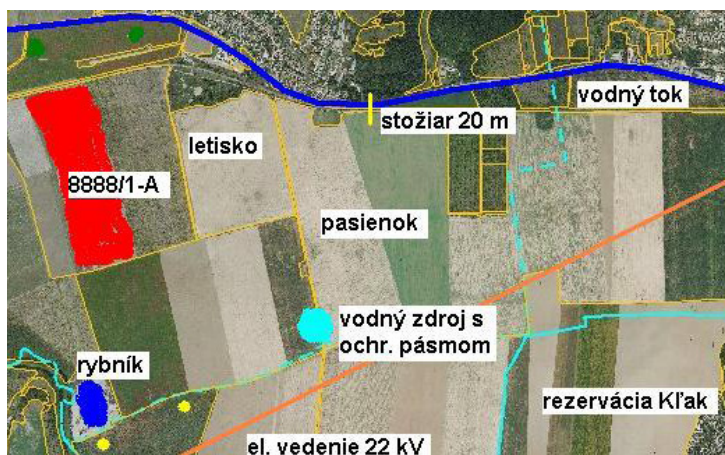 vodný tok
stožiar 20 m
letisko
8888/1-A
pasienok
vodný zdroj s
ochr. pásmom
rybník
rezervácia Kľak
el. vedenie 22 kV